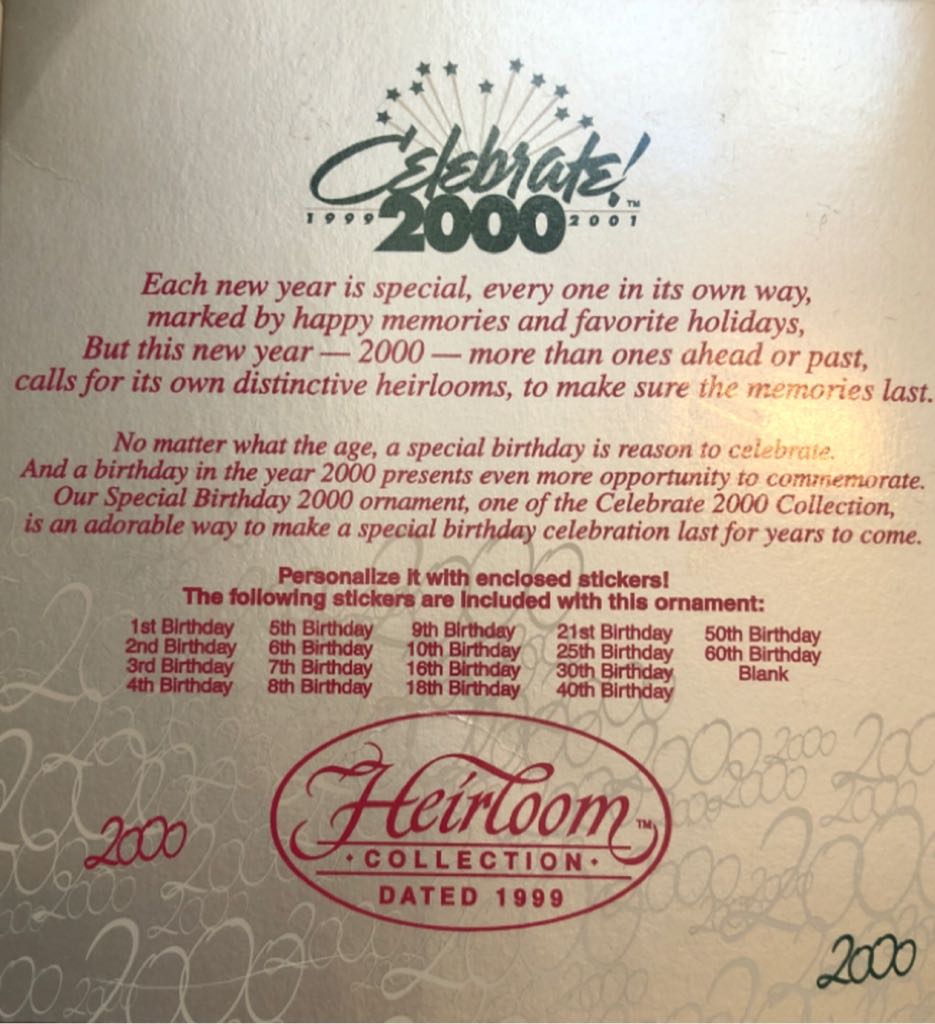 Celebrate!™
1999 2000 2001
Each new year is special, every one in its own way,
marked by happy memories and favorite holidays,
But this new year — 2000 — more than ones ahead or past,
calls for its own distinctive heirlooms, to make sure the memories last.
No matter what the age, a special birthday is reason to celebrate.
And a birthday in the year 2000 presents even more opportunity to commemorate.
Our Special Birthday 2000 ornament, one of the Celebrate 2000 Collection,
is an adorable way to make a special birthday celebration last for years to come.
Personalize it with enclosed stickers!
The following stickers are included with this ornament:
1st Birthday 5th Birthday 9th Birthday 21st Birthday 50th Birthday
2nd Birthday 6th Birthday 10th Birthday 25th Birthday 60th Birthday
3rd Birthday 7th Birthday 16th Birthday 30th Birthday Blank
4th Birthday 8th Birthday 18th Birthday 40th Birthday
Heirloom™
· COLLECTION ·
DATED 1999
2000
2000